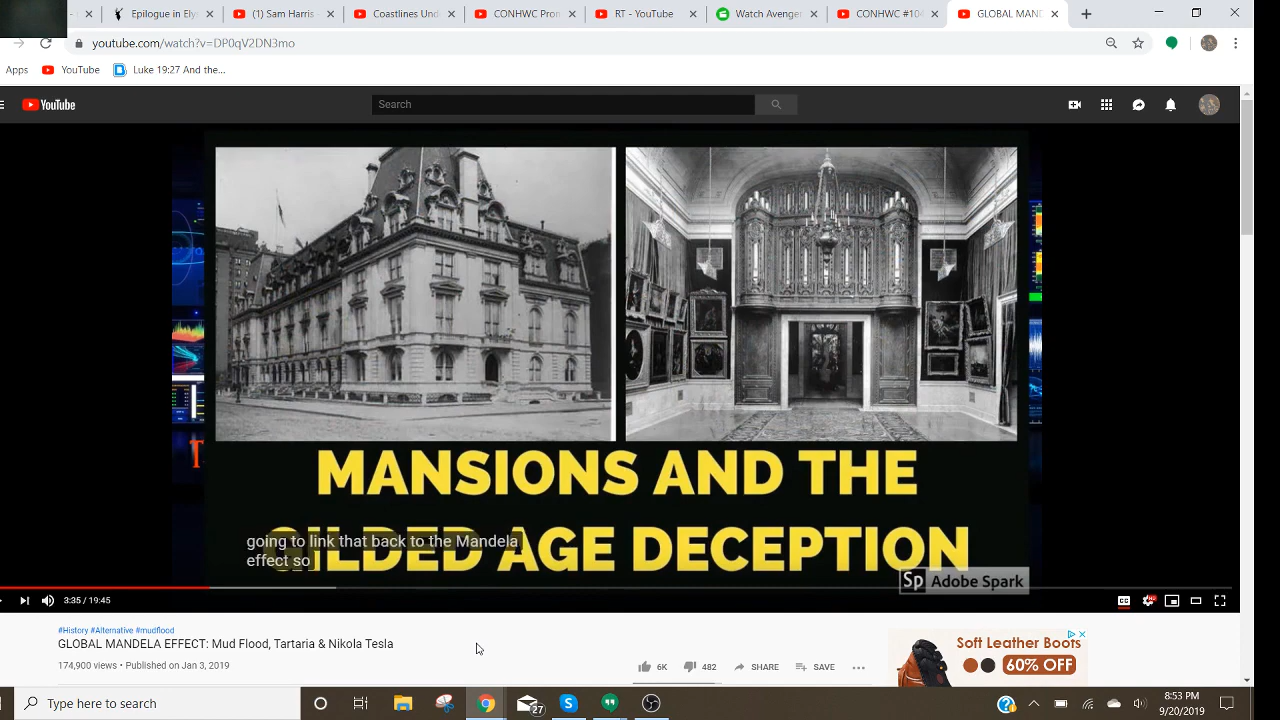 Epilogue in Ely
(1) Sam Harris -
Coastlines Und
CONHWC Pron
RT - YouTube
Watch Avenger
CONHWC #104
GLOBAL MAND
youtube.com/watch?v=DP0qV2DN3mo
Apps
YouTube
Luke 19:27 And the...
YouTube
Search
MANSIONS AND THE
GILDED AGE DECEPTION
going to link that back to the Mandela
effect so
Sp Adobe Spark
3:35 / 19:45
CC
HD
#History #Alternative #mudflood
GLOBAL MANDELA EFFECT: Mud Flood, Tartaria & Nikola Tesla
174,900 views • Published on Jan 3, 2019
6K
482
SHARE
SAVE
Soft Leather Boots
60% OFF
Type here to search
27
8:53 PM
9/20/2019